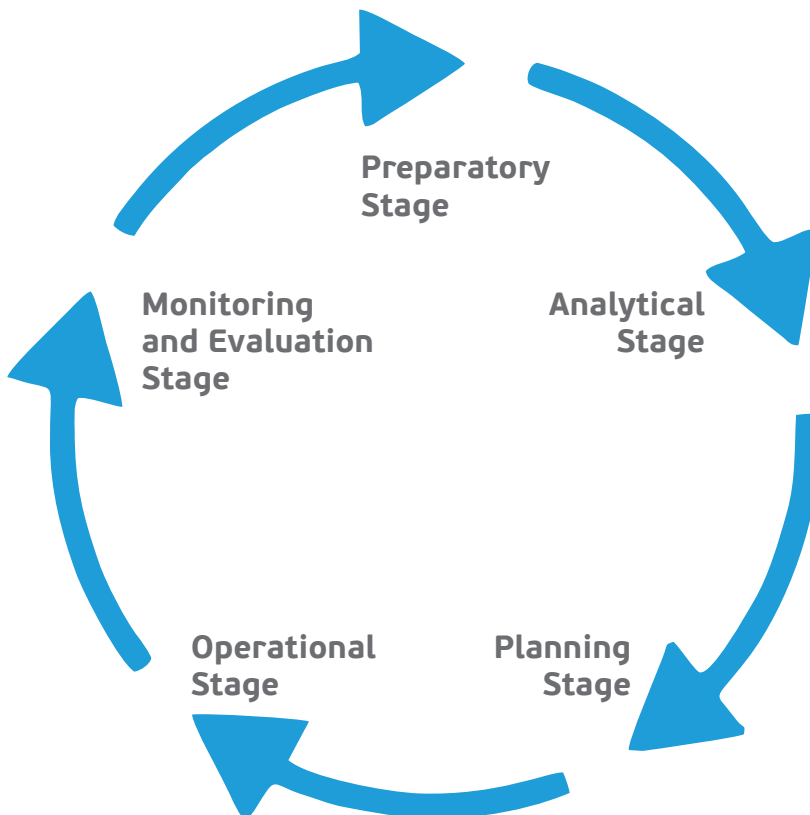 Preparatory
Stage
Analytical
Stage
Planning
Stage
Operational
Stage
Monitoring
and Evaluation
Stage